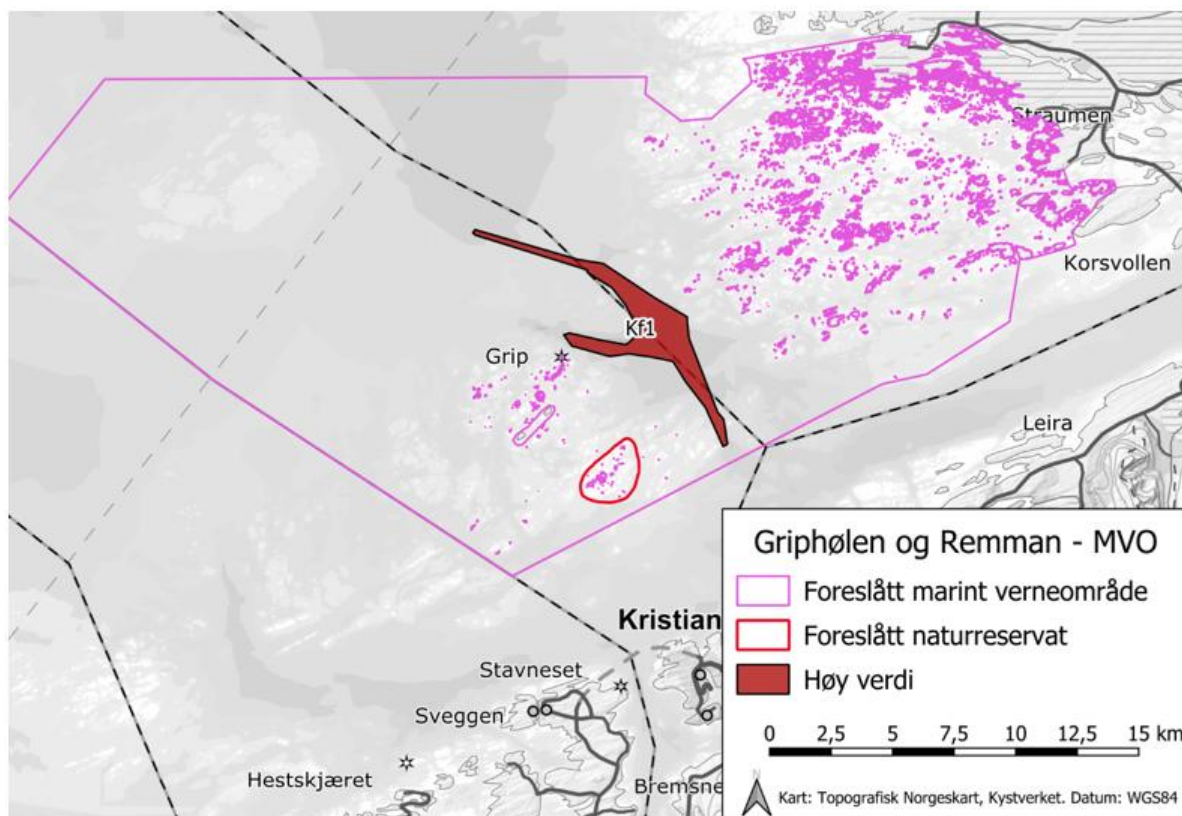 Straumen
Korsvollen
Kf1
Grip
Leira
Kristian
Stavneset
Sveggen
Hestskjæret
Bremsne
Griphølen og Remman - MVO
Foreslått marint verneområde
Foreslått naturreservat
Høy verdi
0 2,5 5 7,5 10 12,5 15 km
N
Kart: Topografisk Norgeskart, Kystverket. Datum: WGS84